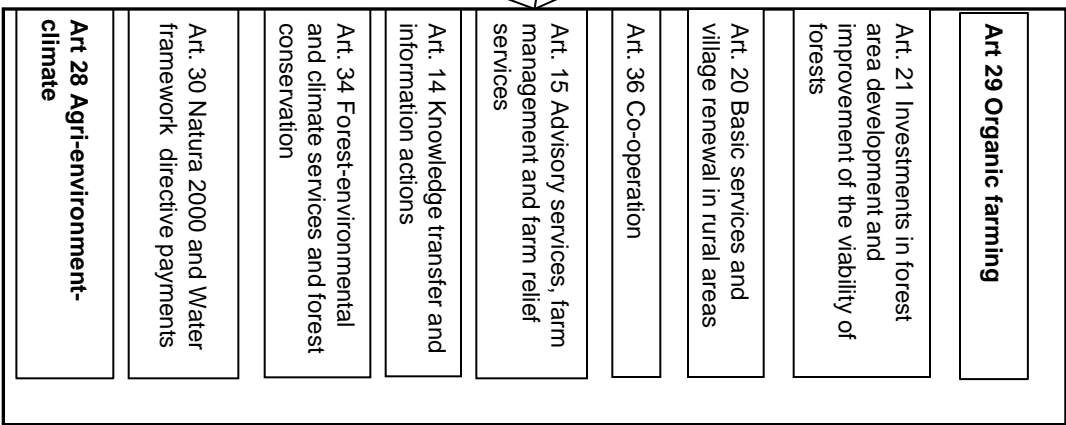 Art 29 Organic farming
Art. 21 Investments in forest
area development and
improvement of the viability of
forests
Art. 20 Basic services and
village renewal in rural areas
Art. 36 Co-operation
Art. 15 Advisory services, farm
management and farm relief
services
Art. 14 Knowledge transfer and
information actions
Art. 34 Forest-environmental
and climate services and forest
conservation
Art. 30 Natura 2000 and Water
framework directive payments
Art 28 Agri-environment-
climate